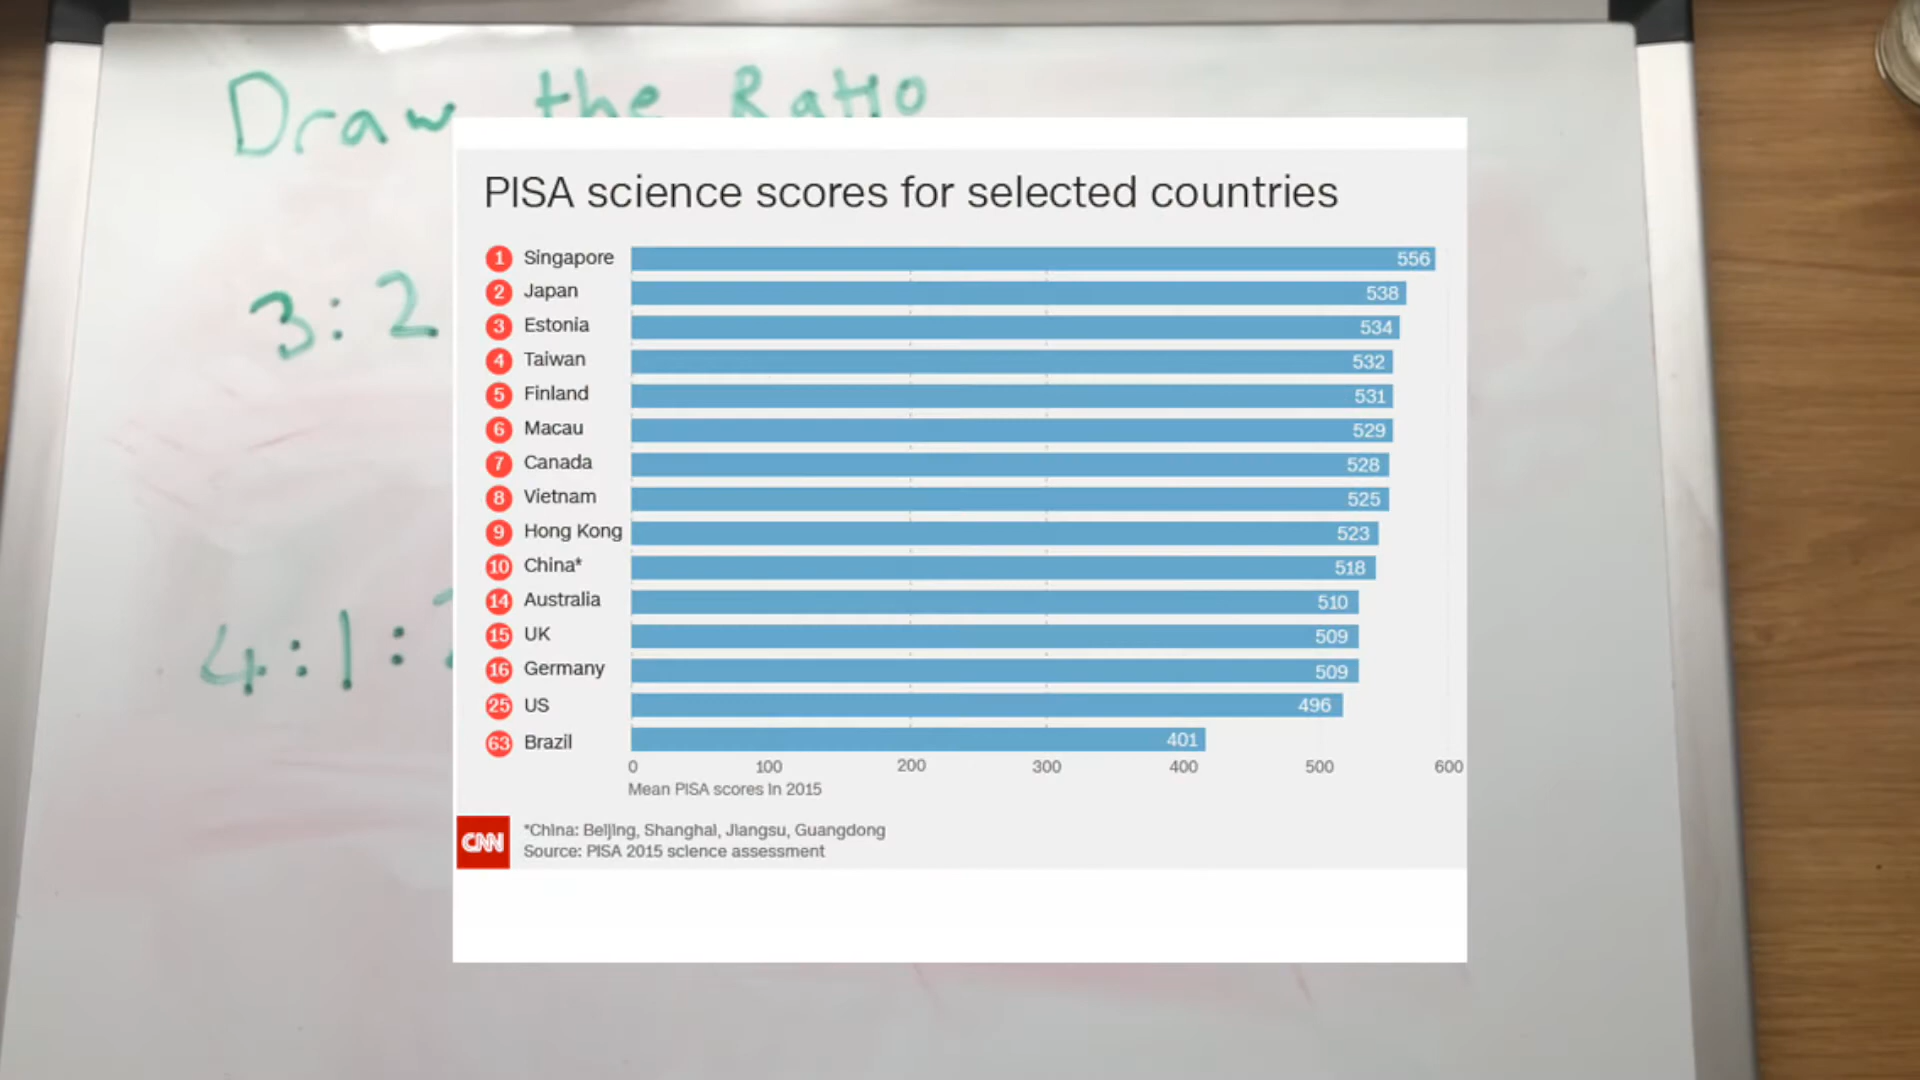 Draw the Ratio
3:2
4:1:
PISA science scores for selected countries
1 Singapore 556
2 Japan 538
3 Estonia 534
4 Taiwan 532
5 Finland 531
6 Macau 529
7 Canada 528
8 Vietnam 525
9 Hong Kong 523
10 China* 518
14 Australia 510
15 UK 509
16 Germany 509
25 US 496
63 Brazil 401
0 100 200 300 400 500 600
Mean PISA scores in 2015
*China: Beijing, Shanghai, Jiangsu, Guangdong
Source: PISA 2015 science assessment
CNN